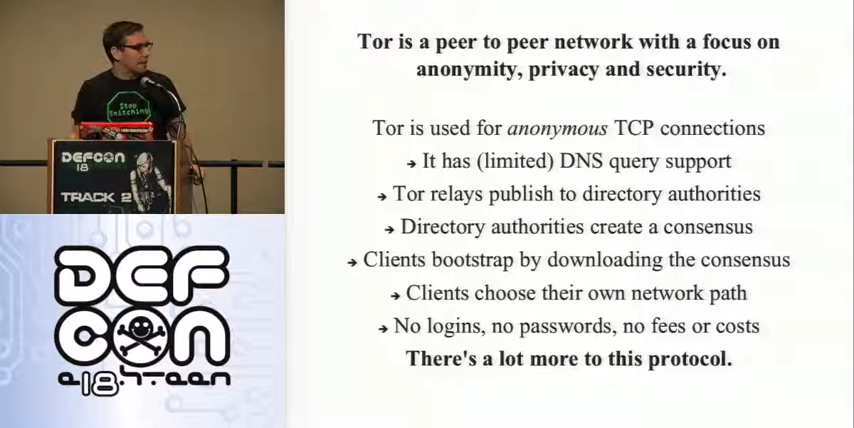 Stop
Snitching
DEFCON
18
TRACK 2
DEF
CON
e.18.hteen
Tor is a peer to peer network with a focus on
anonymity, privacy and security.
Tor is used for anonymous TCP connections
➔ It has (limited) DNS query support
➔ Tor relays publish to directory authorities
➔ Directory authorities create a consensus
➔ Clients bootstrap by downloading the consensus
➔ Clients choose their own network path
➔ No logins, no passwords, no fees or costs
There's a lot more to this protocol.